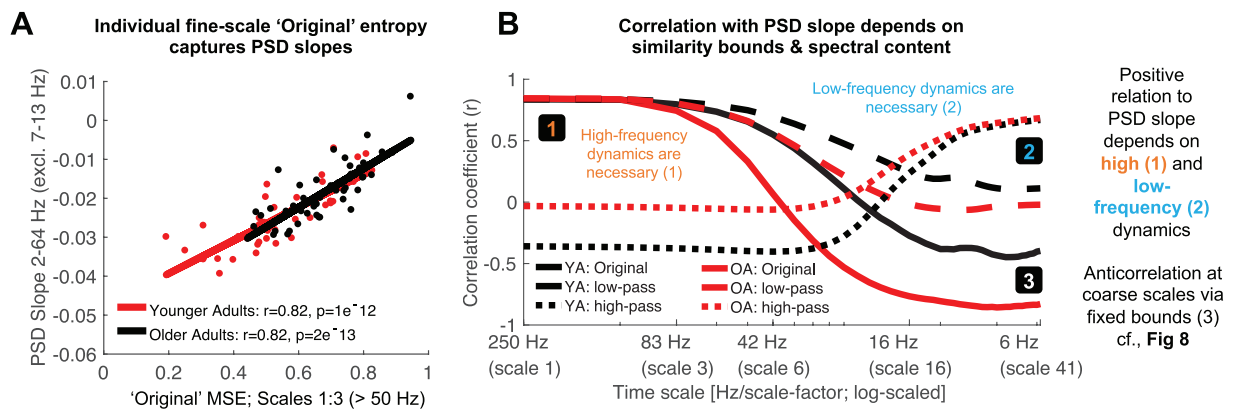 A
Individual fine-scale ‘Original’ entropy
captures PSD slopes
PSD Slope 2-64 Hz (excl. 7-13 Hz)
0.01
0
-0.01
-0.02
-0.03
-0.04
-0.05
-0.06
Younger Adults: r=0.82, p=1e-12
Older Adults: r=0.82, p=2e-13
0
0.2
0.4
0.6
0.8
1
‘Original’ MSE; Scales 1:3 (> 50 Hz)
B
Correlation with PSD slope depends on
similarity bounds & spectral content
Correlation coefficient (r)
1
0.5
0
-0.5
-1
1
High-frequency
dynamics are
necessary (1)
Low-frequency dynamics are
necessary (2)
2
3
YA: Original
YA: low-pass
YA: high-pass
OA: Original
OA: low-pass
OA: high-pass
250 Hz 83 Hz 42 Hz 16 Hz 6 Hz
(scale 1) (scale 3) (scale 6) (scale 16) (scale 41)
Time scale [Hz/scale-factor; log-scaled]
Positive
relation to
PSD slope
depends on
high (1) and
low-
frequency (2)
dynamics
Anticorrelation at
coarse scales via
fixed bounds (3)
cf., Fig 8